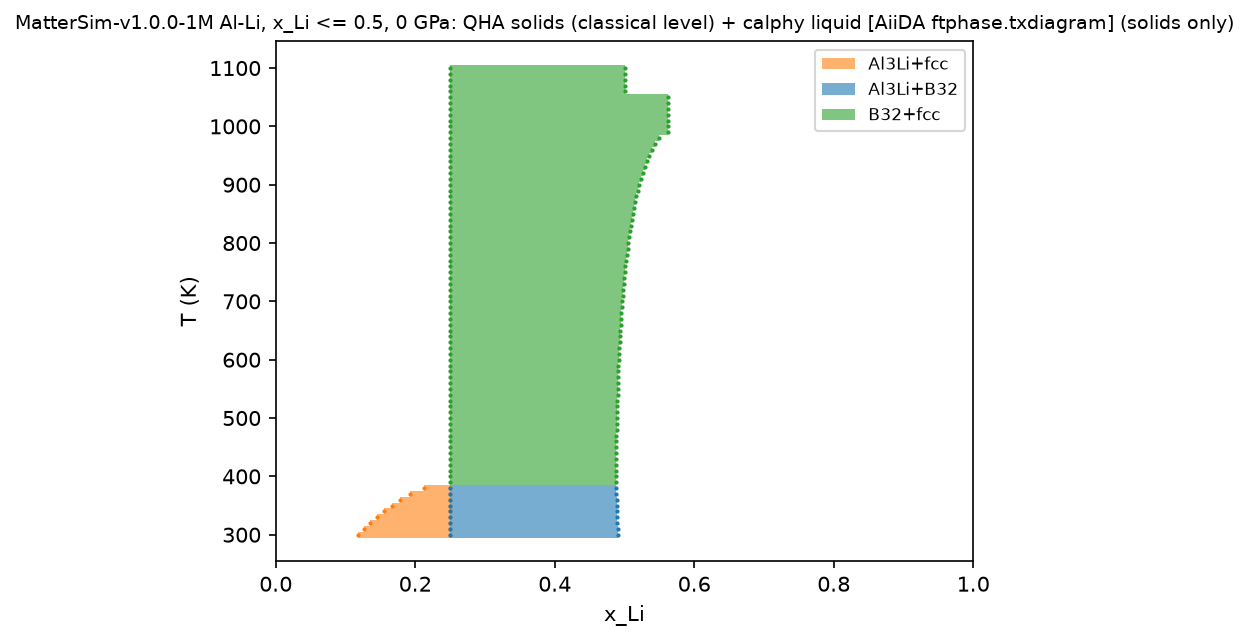 MatterSim-v1.0.0-1M Al-Li, x_Li <= 0.5, 0 GPa: QHA solids (classical level) + calphy liquid [AiiDA ftphase.txdiagram] (solids only)
Al3Li+fcc
Al3Li+B32
B32+fcc
T (K)
1100
1000
900
800
700
600
500
400
300
0.0 0.2 0.4 0.6 0.8 1.0
x_Li